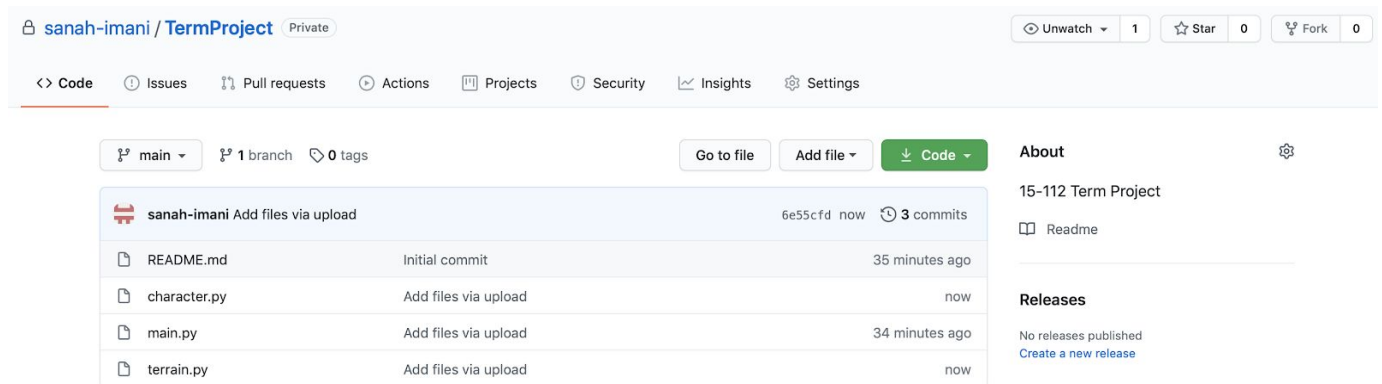 sanah-imani / TermProject Private
Unwatch 1 Star 0 Fork 0
Code Issues Pull requests Actions Projects Security Insights Settings
main 1 branch 0 tags
Go to file Add file Code
sanah-imani Add files via upload 6e55cfd now 3 commits
README.md Initial commit 35 minutes ago
character.py Add files via upload now
main.py Add files via upload 34 minutes ago
terrain.py Add files via upload now
About
15-112 Term Project
Readme
Releases
No releases published
Create a new release